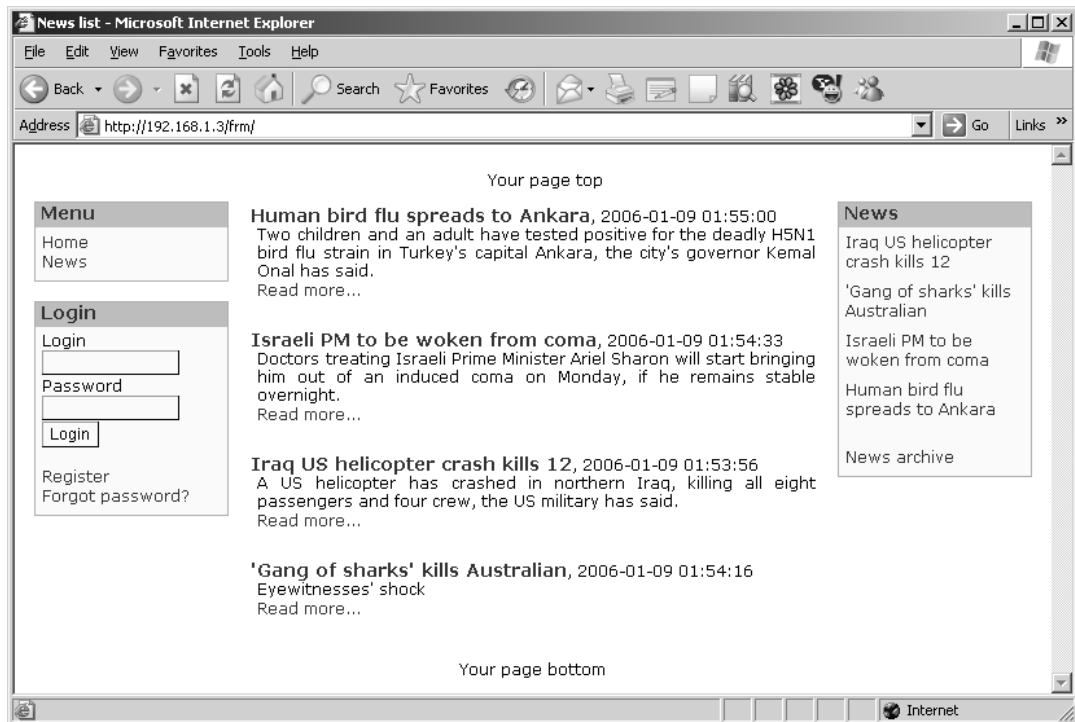 News list - Microsoft Internet Explorer
File Edit View Favorites Tools Help
Back Search Favorites
Address http://192.168.1.3/frm/ Go Links »
Your page top
Menu
Home
News
Login
Login
Password
Login
Register
Forgot password?
Human bird flu spreads to Ankara, 2006-01-09 01:55:00
Two children and an adult have tested positive for the deadly H5N1
bird flu strain in Turkey's capital Ankara, the city's governor Kemal
Onal has said.
Read more...
Israeli PM to be woken from coma, 2006-01-09 01:54:33
Doctors treating Israeli Prime Minister Ariel Sharon will start bringing
him out of an induced coma on Monday, if he remains stable
overnight.
Read more...
Iraq US helicopter crash kills 12, 2006-01-09 01:53:56
A US helicopter has crashed in northern Iraq, killing all eight
passengers and four crew, the US military has said.
Read more...
'Gang of sharks' kills Australian, 2006-01-09 01:54:16
Eyewitnesses' shock
Read more...
News
Iraq US helicopter
crash kills 12
'Gang of sharks' kills
Australian
Israeli PM to be
woken from coma
Human bird flu
spreads to Ankara
News archive
Your page bottom
Internet